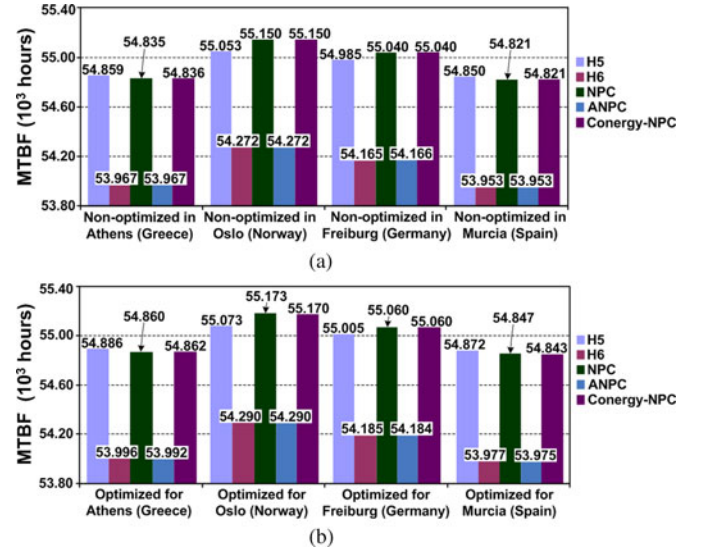 55.40
55.00
54.60
54.20
53.80
MTBF (10³ hours)
54.859
54.835
54.836
53.967
53.967
55.053
55.150
55.150
54.272
54.272
54.985
55.040
55.040
54.165
54.166
54.850
54.821
54.821
53.953
53.953
H5
H6
NPC
ANPC
Conergy-NPC
Non-optimized in
Athens (Greece)
Non-optimized in
Oslo (Norway)
Non-optimized in
Freiburg (Germany)
Non-optimized in
Murcia (Spain)
(a)
55.40
55.00
54.60
54.20
53.80
MTBF (10³ hours)
54.886
54.860
54.862
53.996
53.992
55.073
55.173
55.170
54.290
54.290
55.005
55.060
55.060
54.185
54.184
54.872
54.847
54.843
53.977
53.975
H5
H6
NPC
ANPC
Conergy-NPC
Optimized for
Athens (Greece)
Optimized for
Oslo (Norway)
Optimized for
Freiburg (Germany)
Optimized for
Murcia (Spain)
(b)